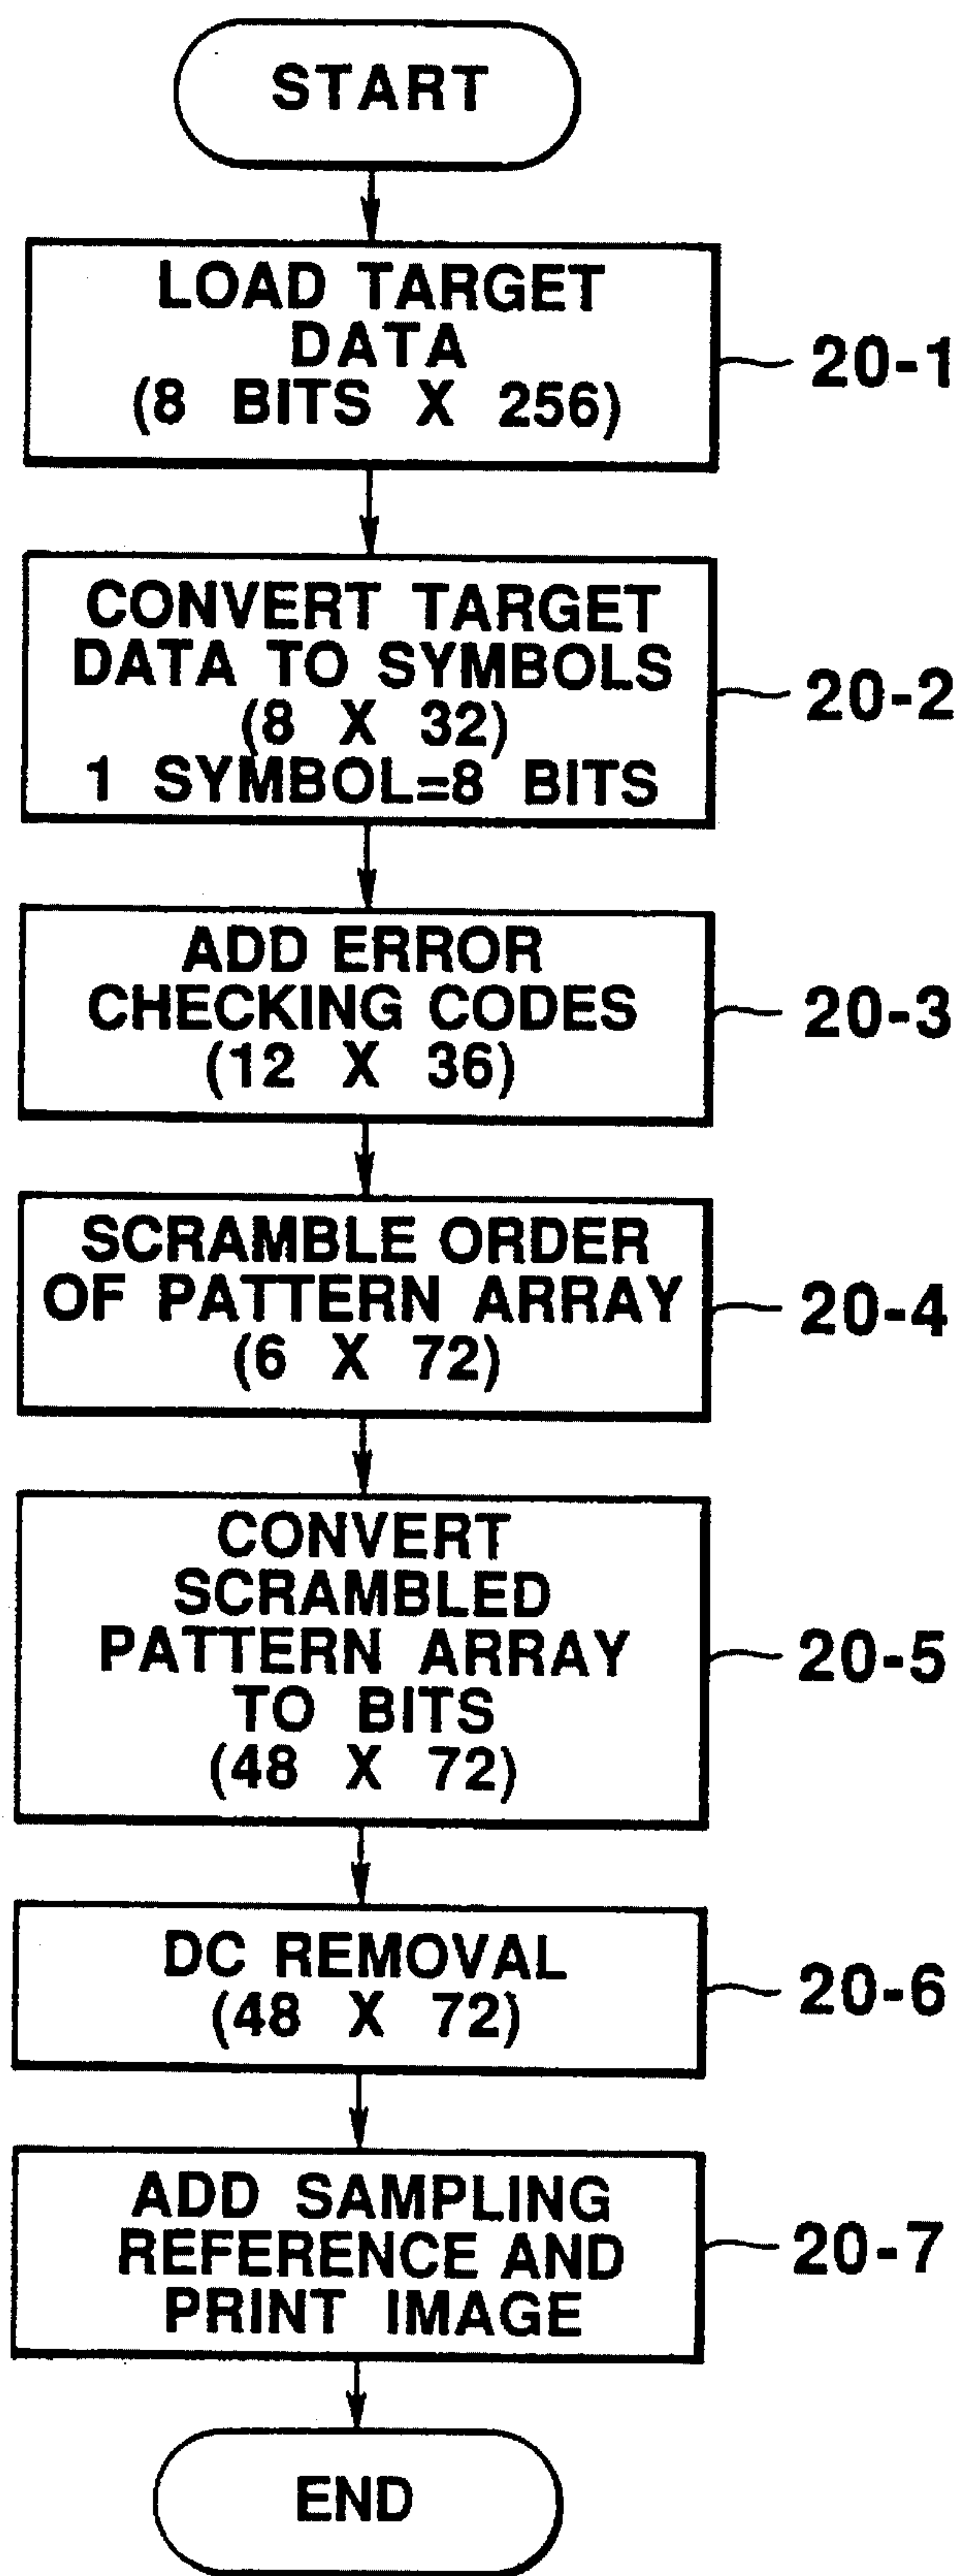 START
LOAD TARGET
DATA
(8 BITS X 256)
20-1
CONVERT TARGET
DATA TO SYMBOLS
(8 X 32)
1 SYMBOL=8 BITS
20-2
ADD ERROR
CHECKING CODES
(12 X 36)
20-3
SCRAMBLE ORDER
OF PATTERN ARRAY
(6 X 72)
20-4
CONVERT
SCRAMBLED
PATTERN ARRAY
TO BITS
(48 X 72)
20-5
DC REMOVAL
(48 X 72)
20-6
ADD SAMPLING
REFERENCE AND
PRINT IMAGE
20-7
END